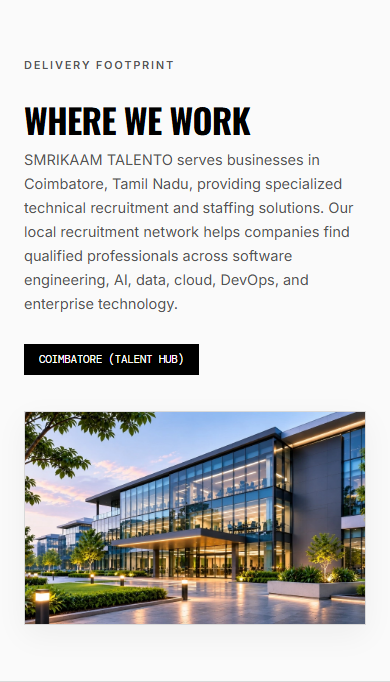 DELIVERY FOOTPRINT
WHERE WE WORK
SMRIKAAM TALENTO serves businesses in
Coimbatore, Tamil Nadu, providing specialized
technical recruitment and staffing solutions. Our
local recruitment network helps companies find
qualified professionals across software
engineering, AI, data, cloud, DevOps, and
enterprise technology.
COIMBATORE (TALENT HUB)